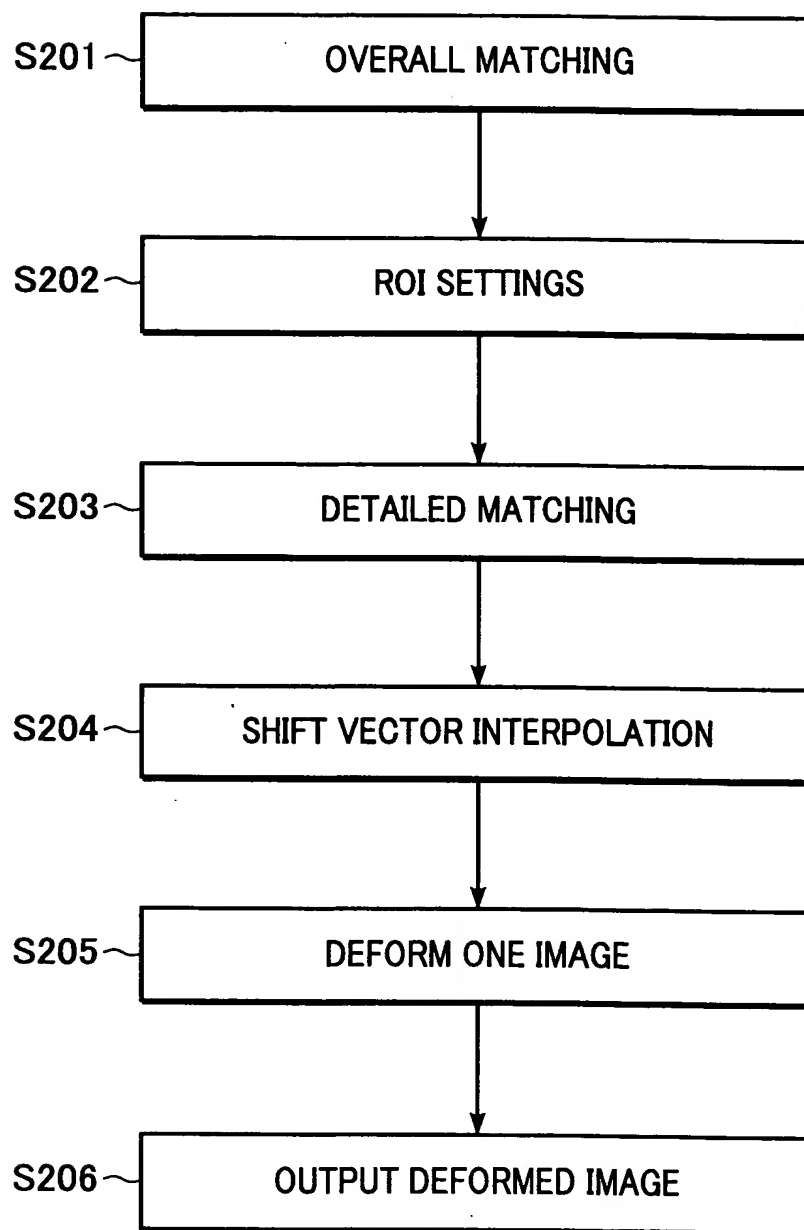 S201 OVERALL MATCHING
S202 ROI SETTINGS
S203 DETAILED MATCHING
S204 SHIFT VECTOR INTERPOLATION
S205 DEFORM ONE IMAGE
S206 OUTPUT DEFORMED IMAGE